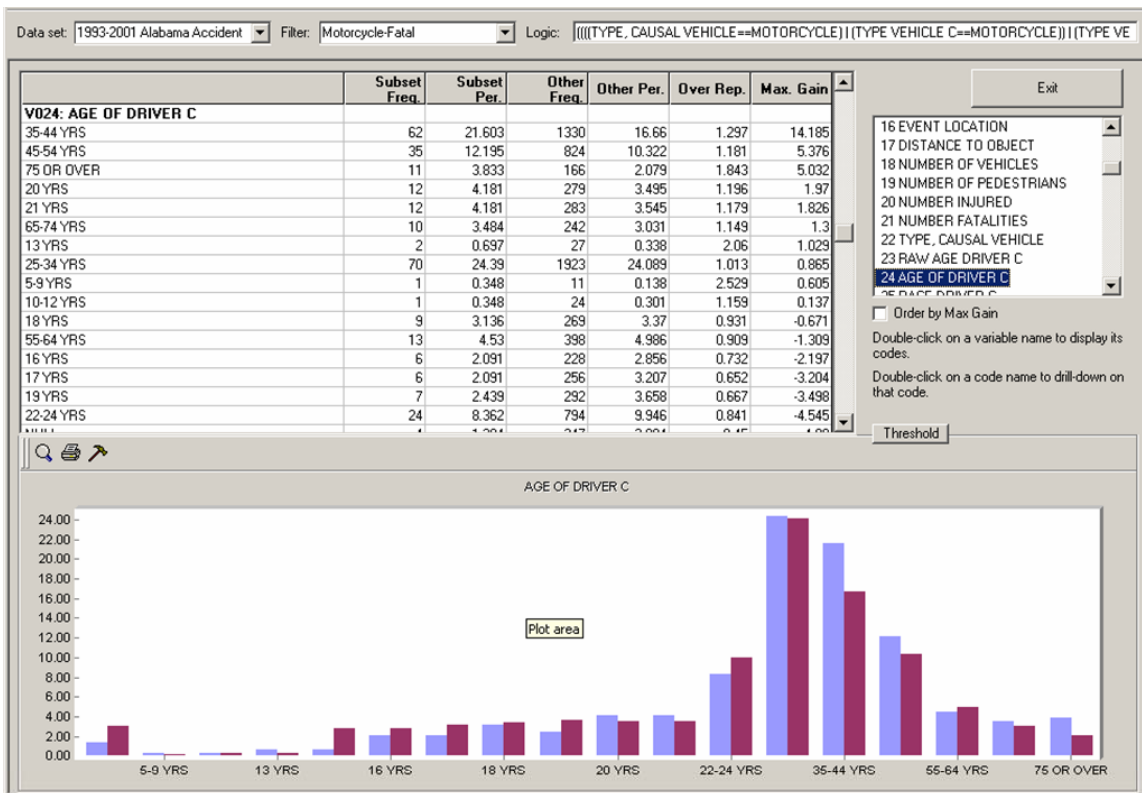 Data set: 1993-2001 Alabama Accident Filter: Motorcycle-Fatal Logic: ((((TYPE, CAUSAL VEHICLE==MOTORCYCLE) | (TYPE VEHICLE C==MOTORCYCLE)) | (TYPE VE
Subset Freq. Subset Per. Other Freq. Other Per. Over Rep. Max. Gain
V024: AGE OF DRIVER C
35-44 YRS 62 21.603 1330 16.66 1.297 14.185
45-54 YRS 35 12.195 824 10.322 1.181 5.376
75 OR OVER 11 3.833 166 2.079 1.843 5.032
20 YRS 12 4.181 279 3.495 1.196 1.97
21 YRS 12 4.181 283 3.545 1.179 1.826
65-74 YRS 10 3.484 242 3.031 1.149 1.3
13 YRS 2 0.697 27 0.338 2.06 1.029
25-34 YRS 70 24.39 1923 24.089 1.013 0.865
5-9 YRS 1 0.348 11 0.138 2.529 0.605
10-12 YRS 1 0.348 24 0.301 1.159 0.137
18 YRS 9 3.136 269 3.37 0.931 -0.671
55-64 YRS 13 4.53 398 4.986 0.909 -1.309
16 YRS 6 2.091 228 2.856 0.732 -2.197
17 YRS 6 2.091 256 3.207 0.652 -3.204
19 YRS 7 2.439 292 3.658 0.667 -3.498
22-24 YRS 24 8.362 794 9.946 0.841 -4.545
Exit
16 EVENT LOCATION
17 DISTANCE TO OBJECT
18 NUMBER OF VEHICLES
19 NUMBER OF PEDESTRIANS
20 NUMBER INJURED
21 NUMBER FATALITIES
22 TYPE, CAUSAL VEHICLE
23 RAW AGE DRIVER C
24 AGE OF DRIVER C
Order by Max Gain
Double-click on a variable name to display its
codes.
Double-click on a code name to drill-down on
that code.
Threshold
AGE OF DRIVER C
24.00
22.00
20.00
18.00
16.00
14.00
12.00
10.00
8.00
6.00
4.00
2.00
0.00
Plot area
5-9 YRS 13 YRS 16 YRS 18 YRS 20 YRS 22-24 YRS 35-44 YRS 55-64 YRS 75 OR OVER